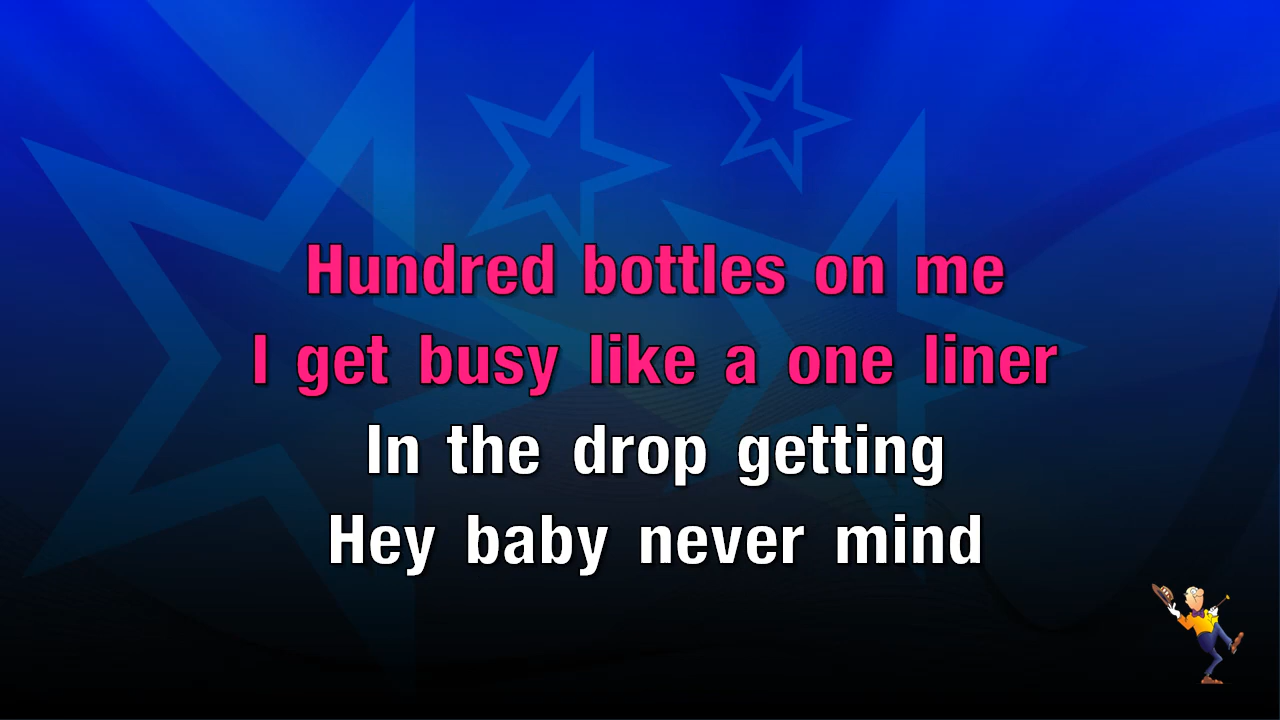 Hundred bottles on me
I get busy like a one liner
In the drop getting
Hey baby never mind